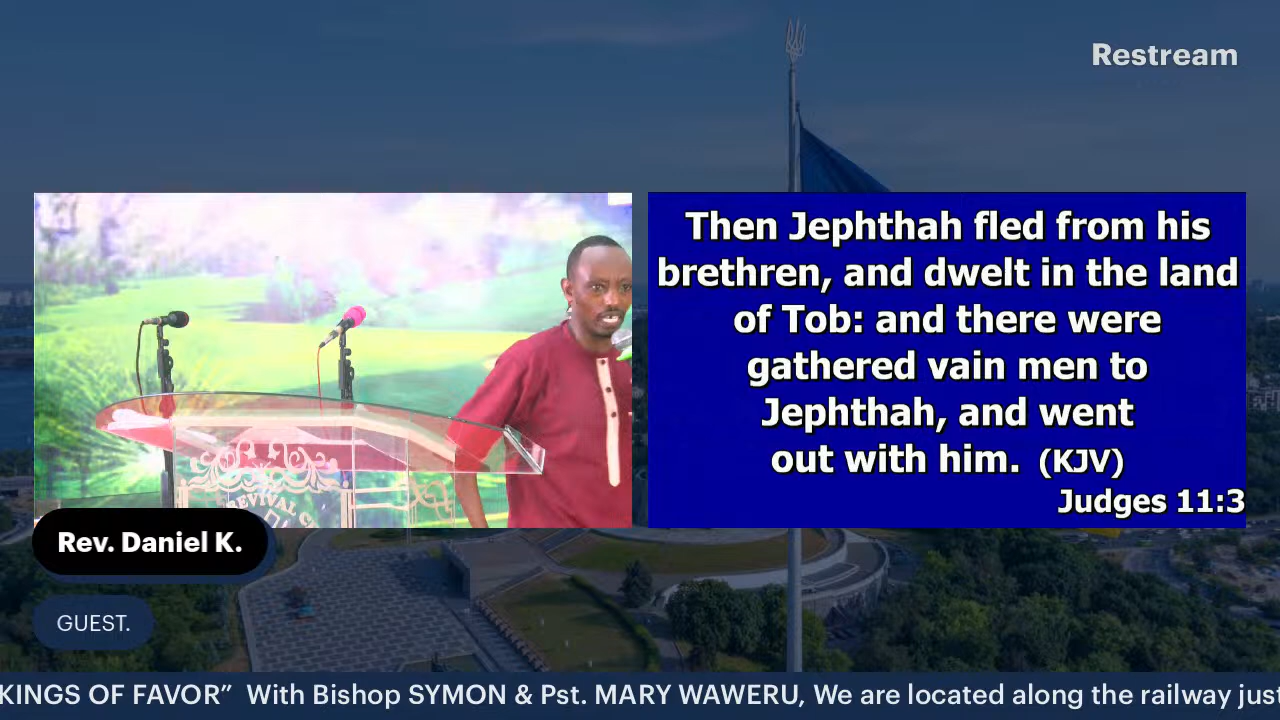 Restream
Then Jephthah fled from his
brethren, and dwelt in the land
of Tob: and there were
gathered vain men to
Jephthah, and went
out with him. (KJV)
Judges 11:3
REVIVAL
Rev. Daniel K.
GUEST.
KINGS OF FAVOR” With Bishop SYMON & Pst. MARY WAWERU, We are located along the railway just